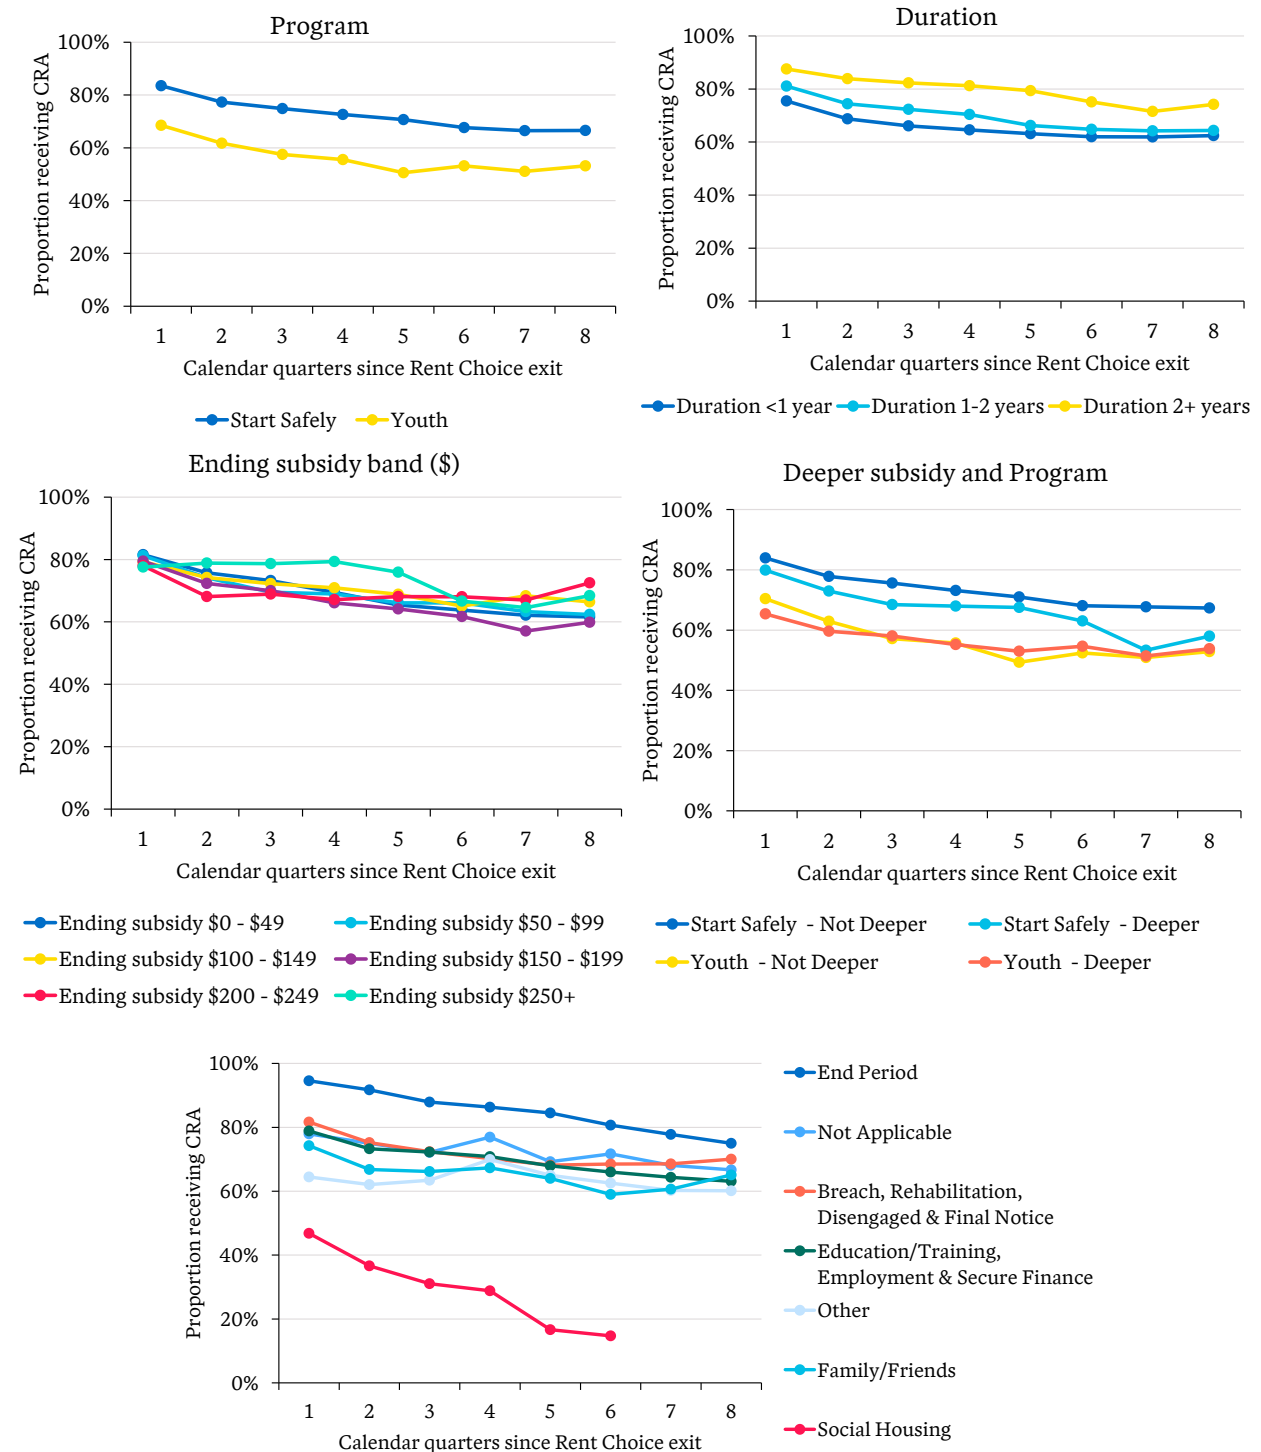 Program
100%
80%
60%
40%
20%
0%
Proportion receiving CRA
1 2 3 4 5 6 7 8
Calendar quarters since Rent Choice exit
Start Safely Youth
Duration
100%
80%
60%
40%
20%
0%
Proportion receiving CRA
1 2 3 4 5 6 7 8
Calendar quarters since Rent Choice exit
Duration <1 year Duration 1-2 years Duration 2+ years
Ending subsidy band ($)
100%
80%
60%
40%
20%
0%
Proportion receiving CRA
1 2 3 4 5 6 7 8
Calendar quarters since Rent Choice exit
Ending subsidy $0 - $49 Ending subsidy $50 - $99
Ending subsidy $100 - $149 Ending subsidy $150 - $199
Ending subsidy $200 - $249 Ending subsidy $250+
Deeper subsidy and Program
100%
80%
60%
40%
20%
0%
Proportion receiving CRA
1 2 3 4 5 6 7 8
Calendar quarters since Rent Choice exit
Start Safely - Not Deeper Start Safely - Deeper
Youth - Not Deeper Youth - Deeper
100%
80%
60%
40%
20%
0%
Proportion receiving CRA
1 2 3 4 5 6 7 8
Calendar quarters since Rent Choice exit
End Period
Not Applicable
Breach, Rehabilitation,
Disengaged & Final Notice
Education/Training,
Employment & Secure Finance
Other
Family/Friends
Social Housing